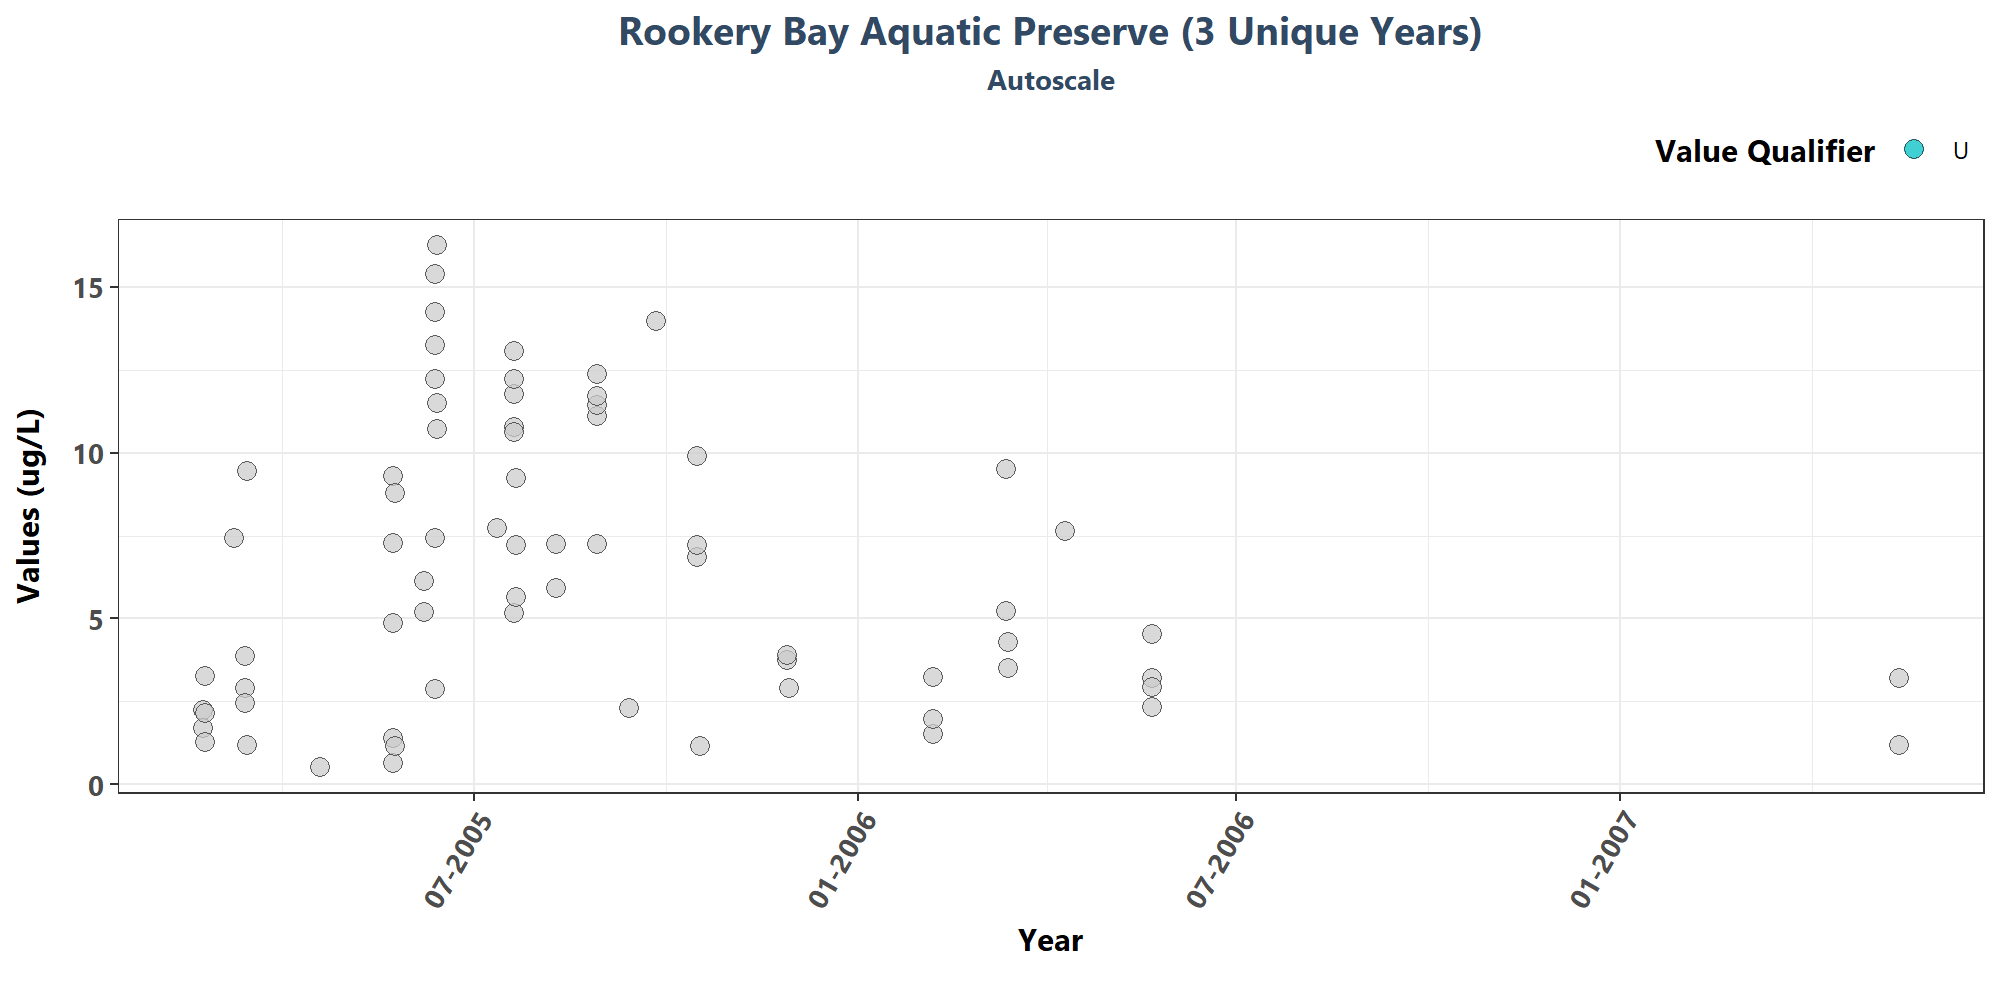 Rookery Bay Aquatic Preserve (3 Unique Years)
Autoscale
Value Qualifier U
Values (ug/L)
15
10
5
0
07-2005 01-2006 07-2006 01-2007
Year